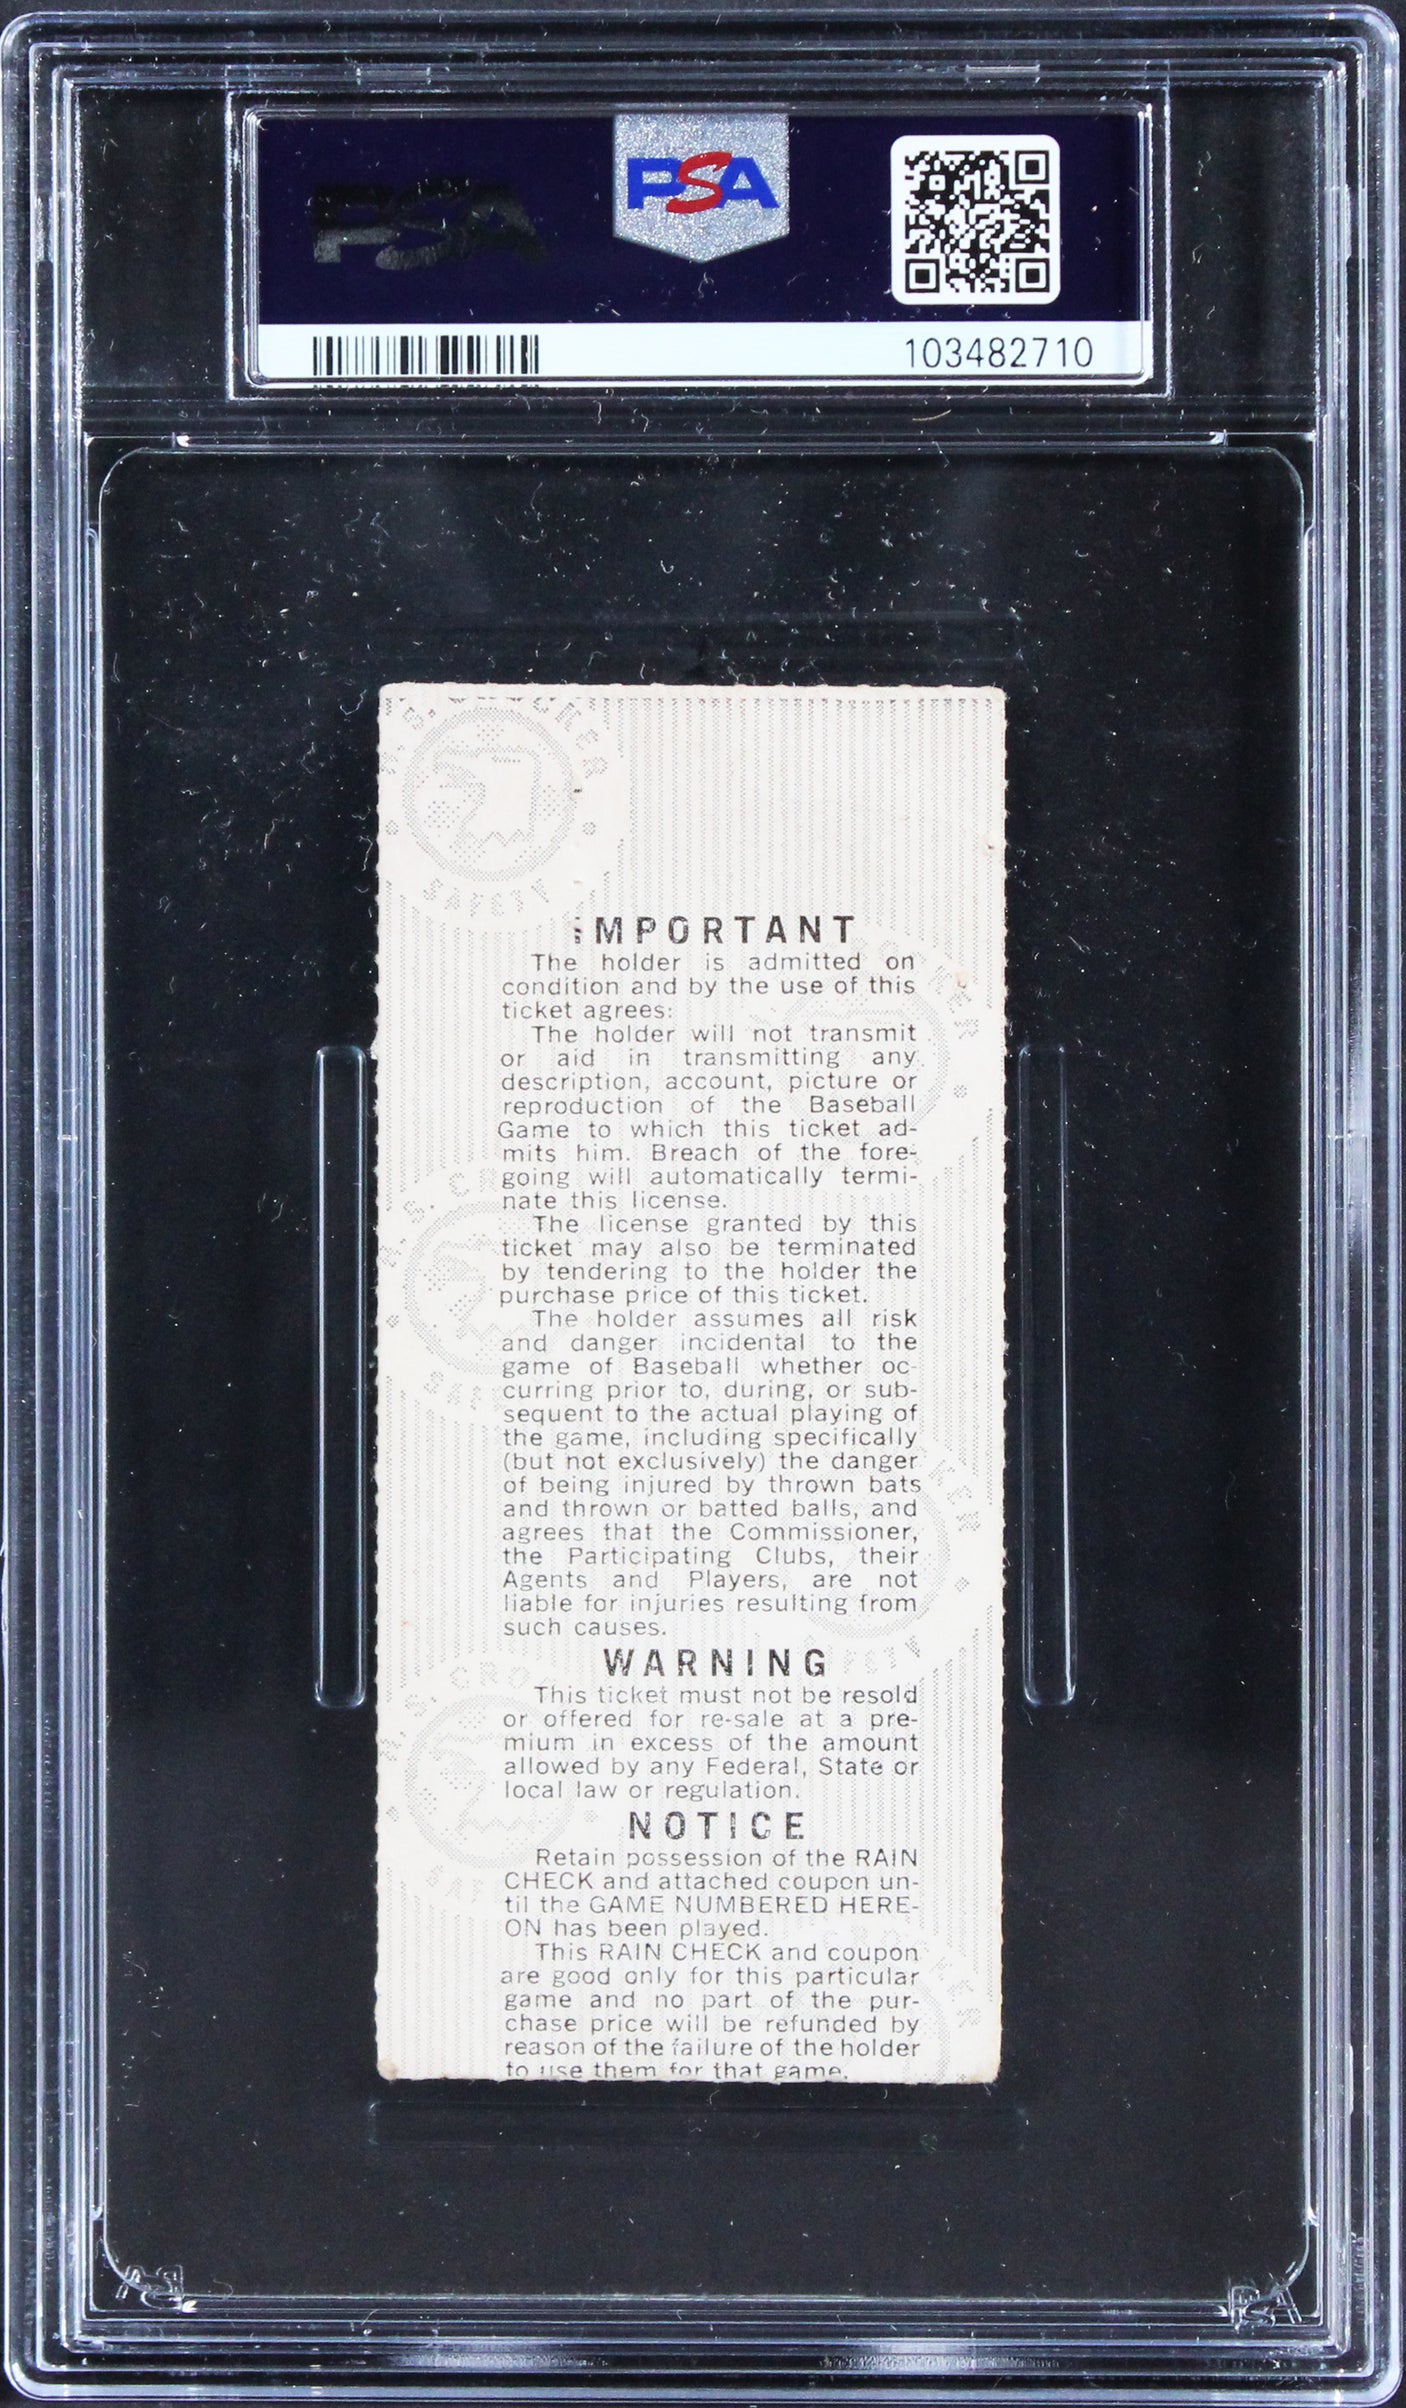 PSA
PSA
103482710
H.S. CROCKER
SAFETY
IMPORTANT
The holder is admitted on
condition and by the use of this
ticket agrees:
The holder will not transmit
or aid in transmitting any
description, account, picture or
reproduction of the Baseball
Game to which this ticket ad-
mits him. Breach of the fore-
going will automatically termi-
nate this license.
The license granted by this
ticket may also be terminated
by tendering to the holder the
purchase price of this ticket.
The holder assumes all risk
and danger incidental to the
game of Baseball whether oc-
curring prior to, during, or sub-
sequent to the actual playing of
the game, including specifically
(but not exclusively) the danger
of being injured by thrown bats
and thrown or batted balls, and
agrees that the Commissioner,
the Participating Clubs, their
Agents and Players, are not
liable for injuries resulting from
such causes.
WARNING
This ticket must not be resold
or offered for re-sale at a pre-
mium in excess of the amount
allowed by any Federal, State or
local law or regulation.
NOTICE
Retain possession of the RAIN
CHECK and attached coupon un-
til the GAME NUMBERED HERE-
ON has been played.
This RAIN CHECK and coupon
are good only for this particular
game and no part of the pur-
chase price will be refunded by
reason of the failure of the holder
to use them for that game.
PSA
PSA